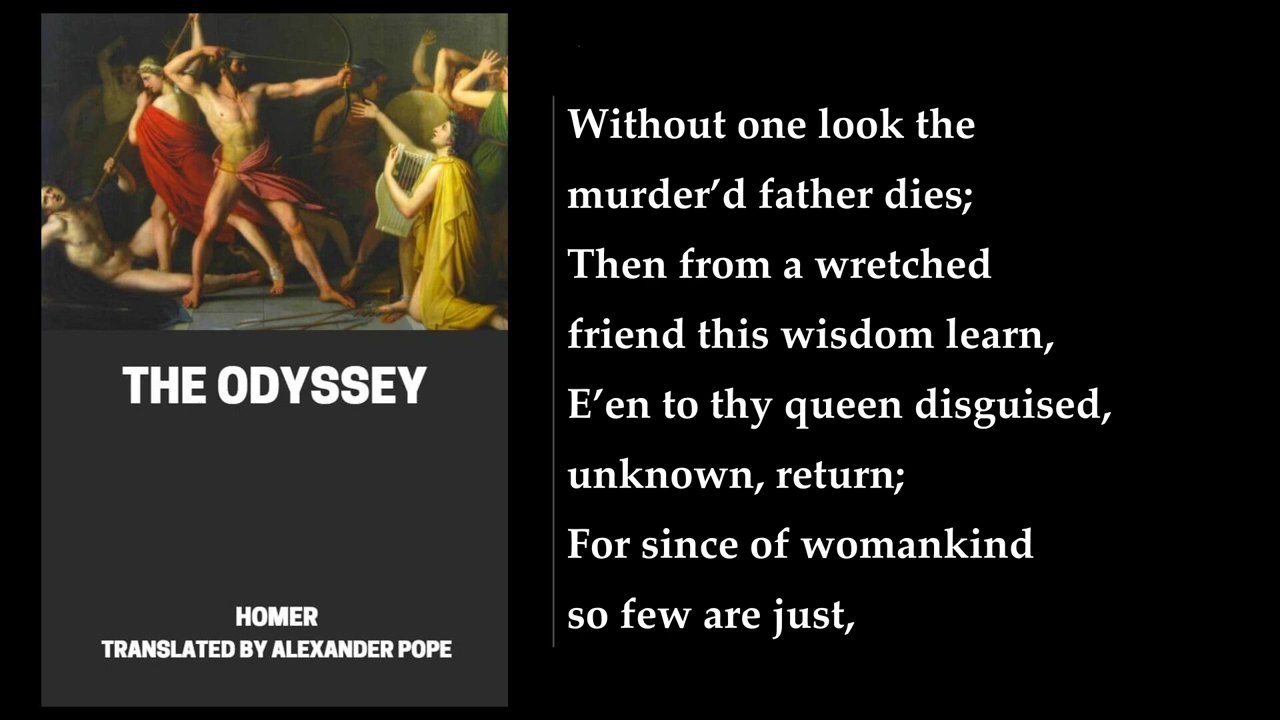 THE ODYSSEY
HOMER
TRANSLATED BY ALEXANDER POPE
Without one look the
murder’d father dies;
Then from a wretched
friend this wisdom learn,
E’en to thy queen disguised,
unknown, return;
For since of womankind
so few are just,